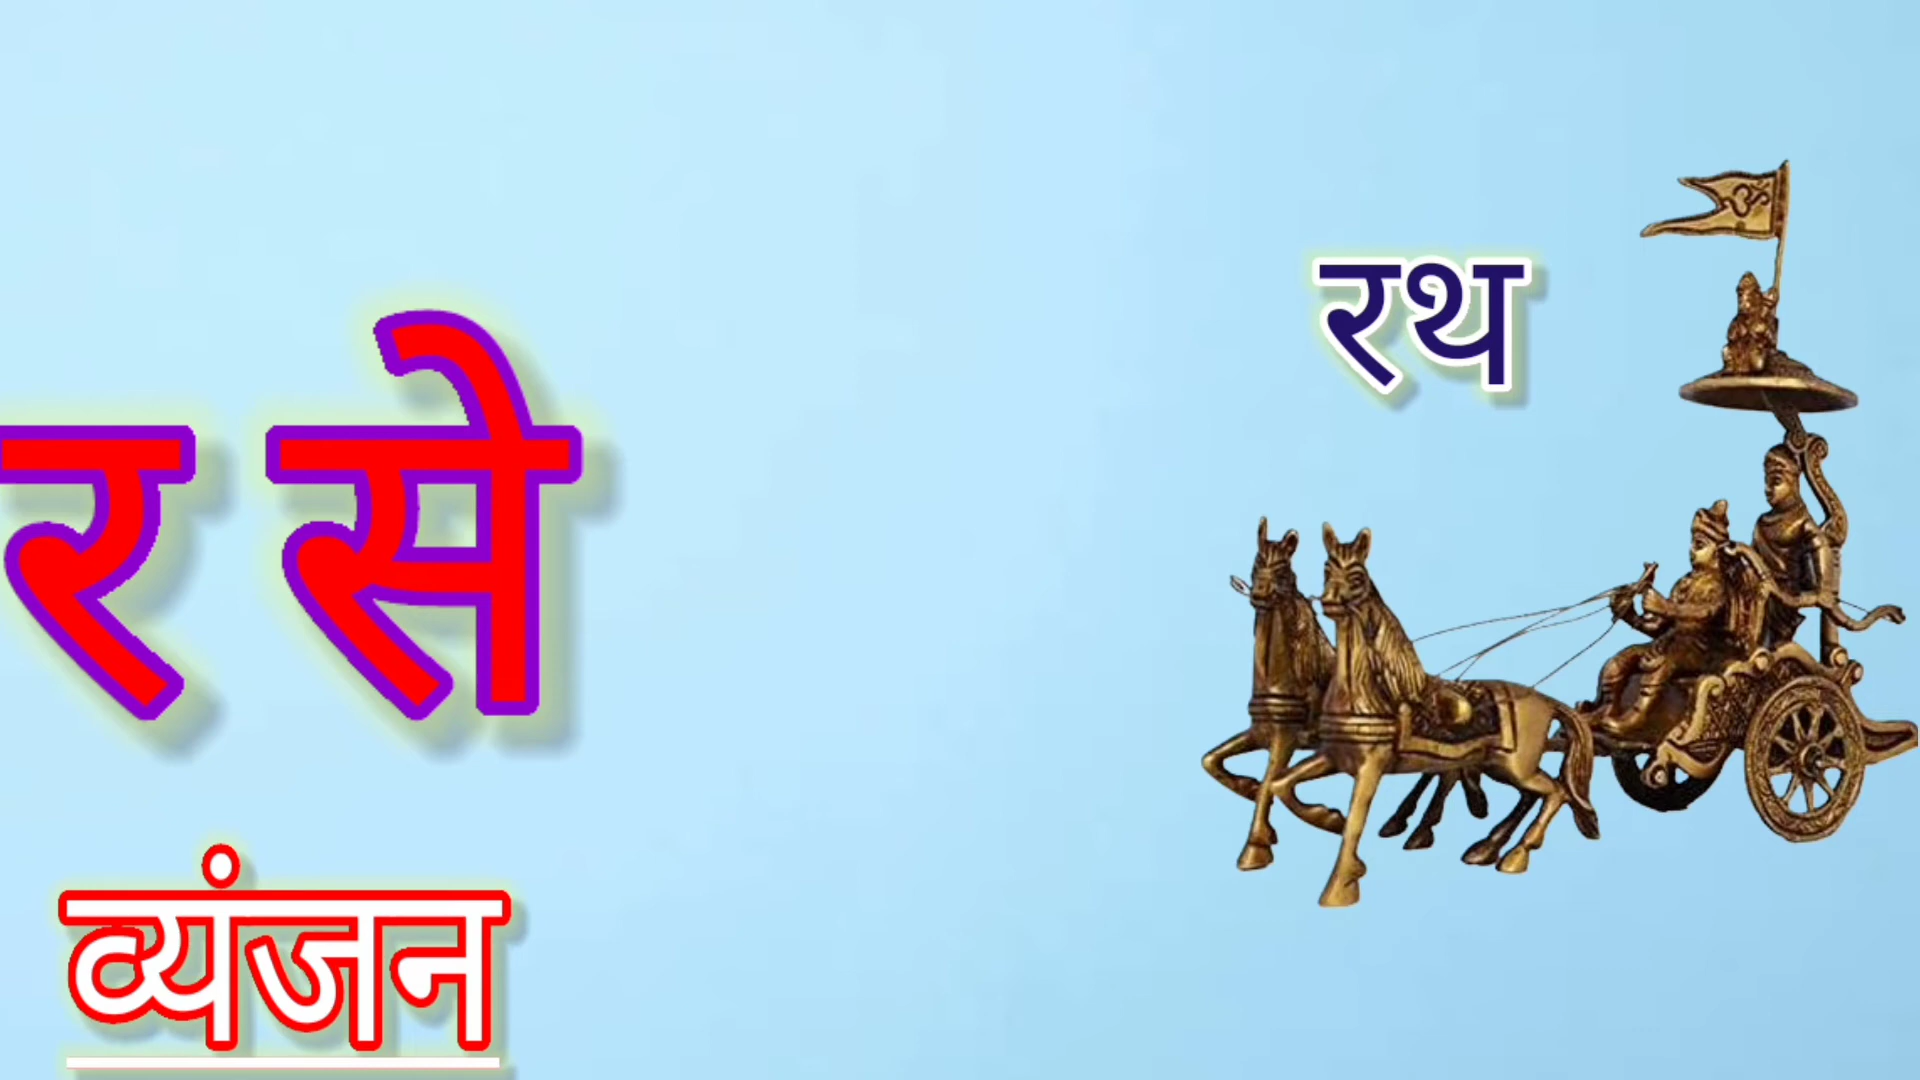 र से
रथ
व्यंजन